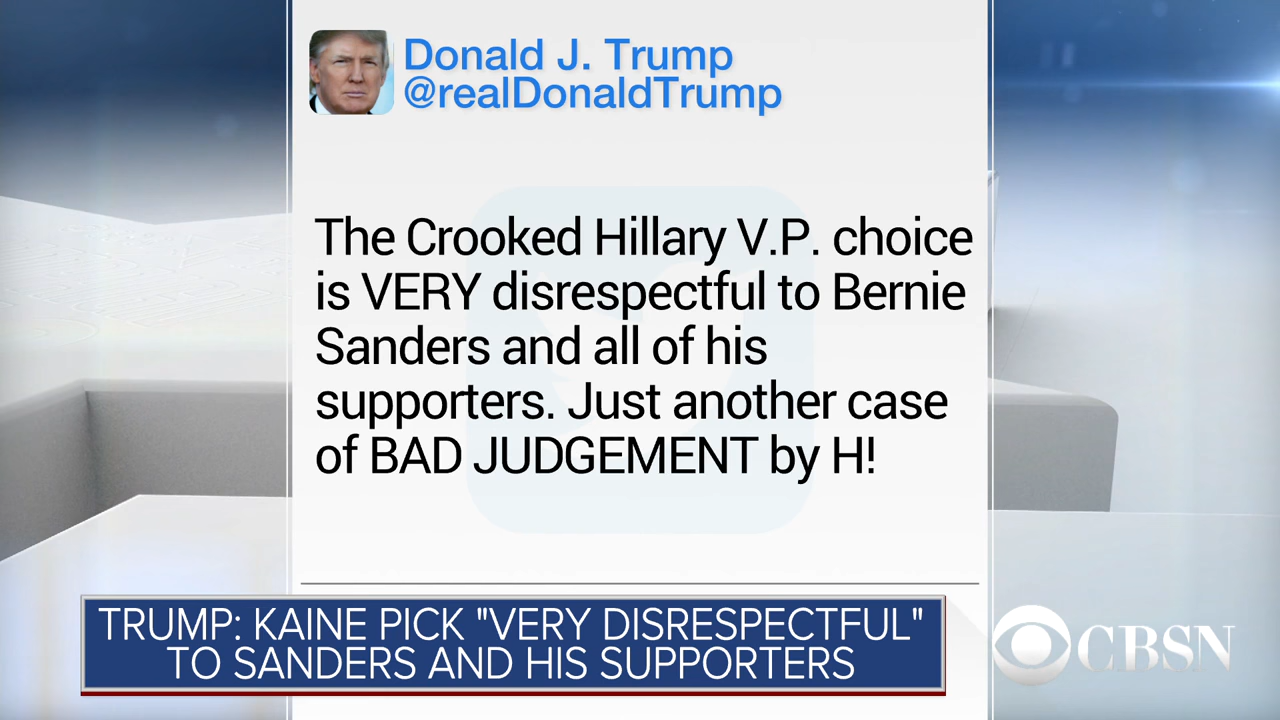 Donald J. Trump
@realDonaldTrump
The Crooked Hillary V.P. choice
is VERY disrespectful to Bernie
Sanders and all of his
supporters. Just another case
of BAD JUDGEMENT by H!
TRUMP: KAINE PICK "VERY DISRESPECTFUL"
TO SANDERS AND HIS SUPPORTERS
CBSN